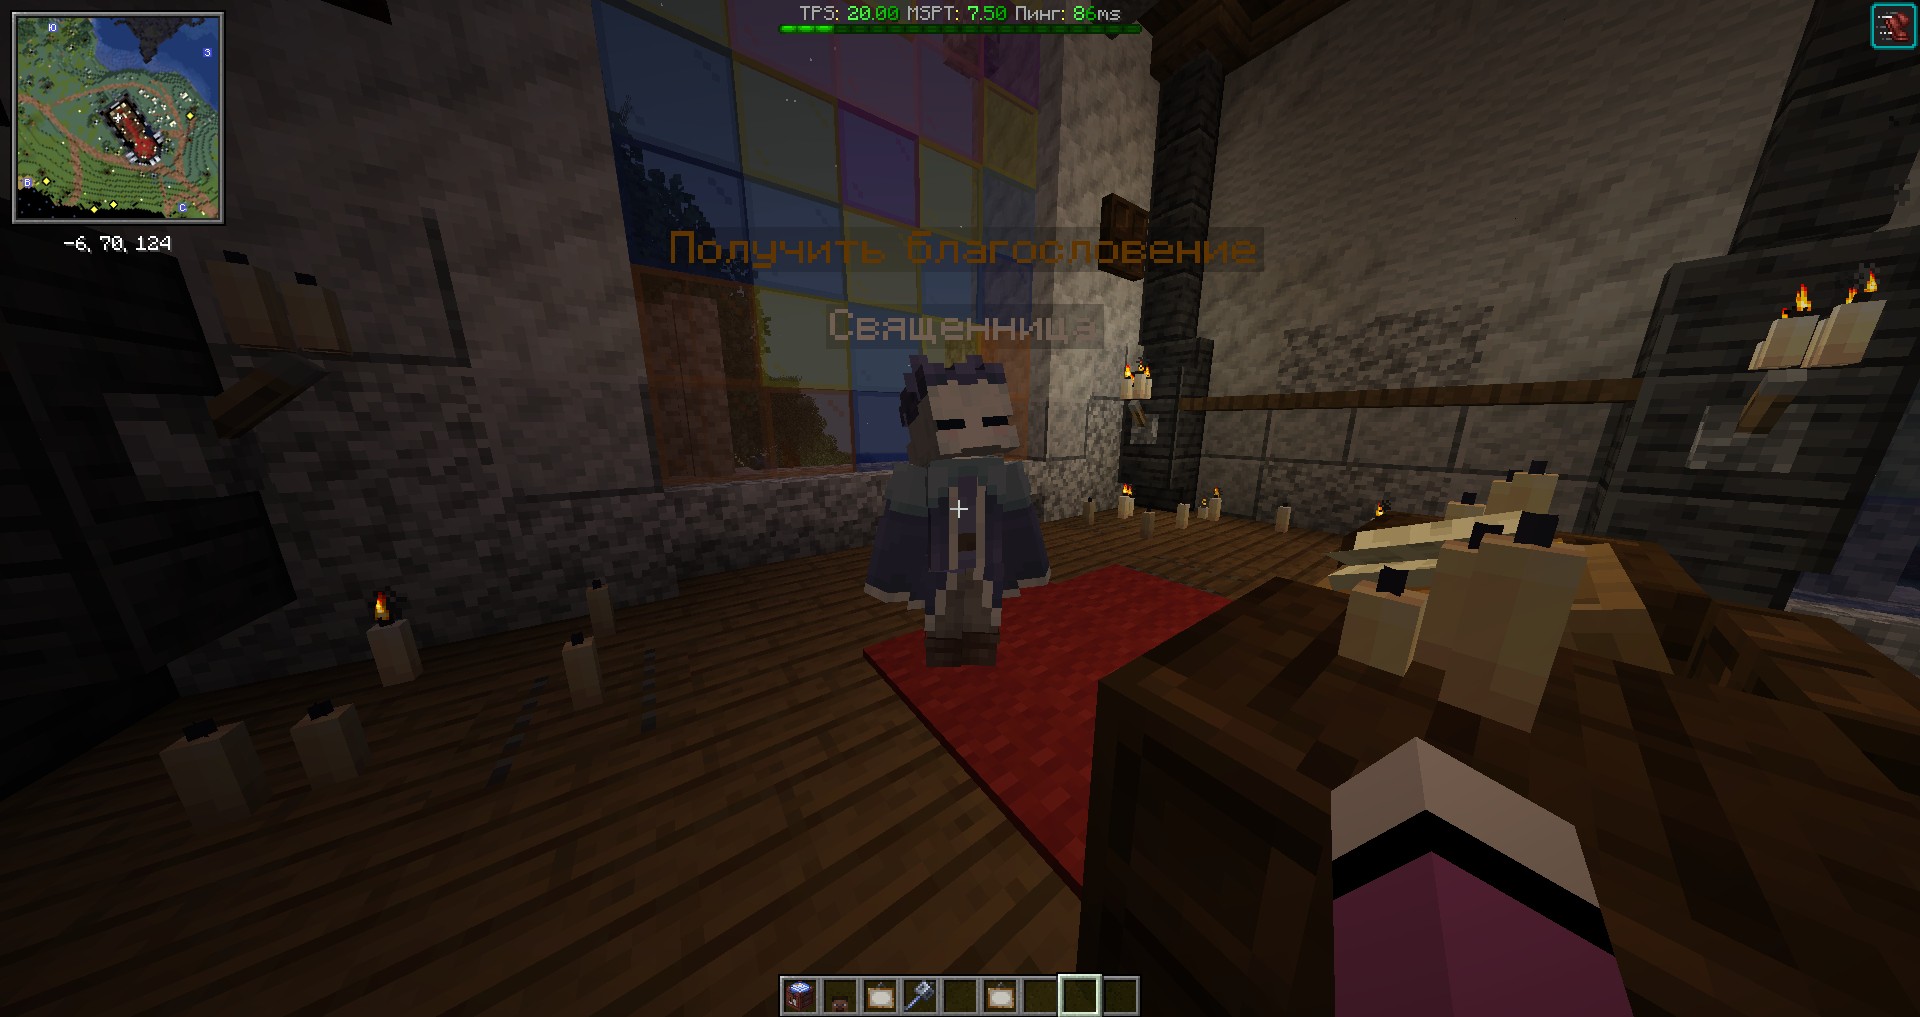 TPS: 20.00 MSPT: 7.50 Пинг: 86ms
Ю
З
В
С
-6, 70, 124
Получить благословение
Священница